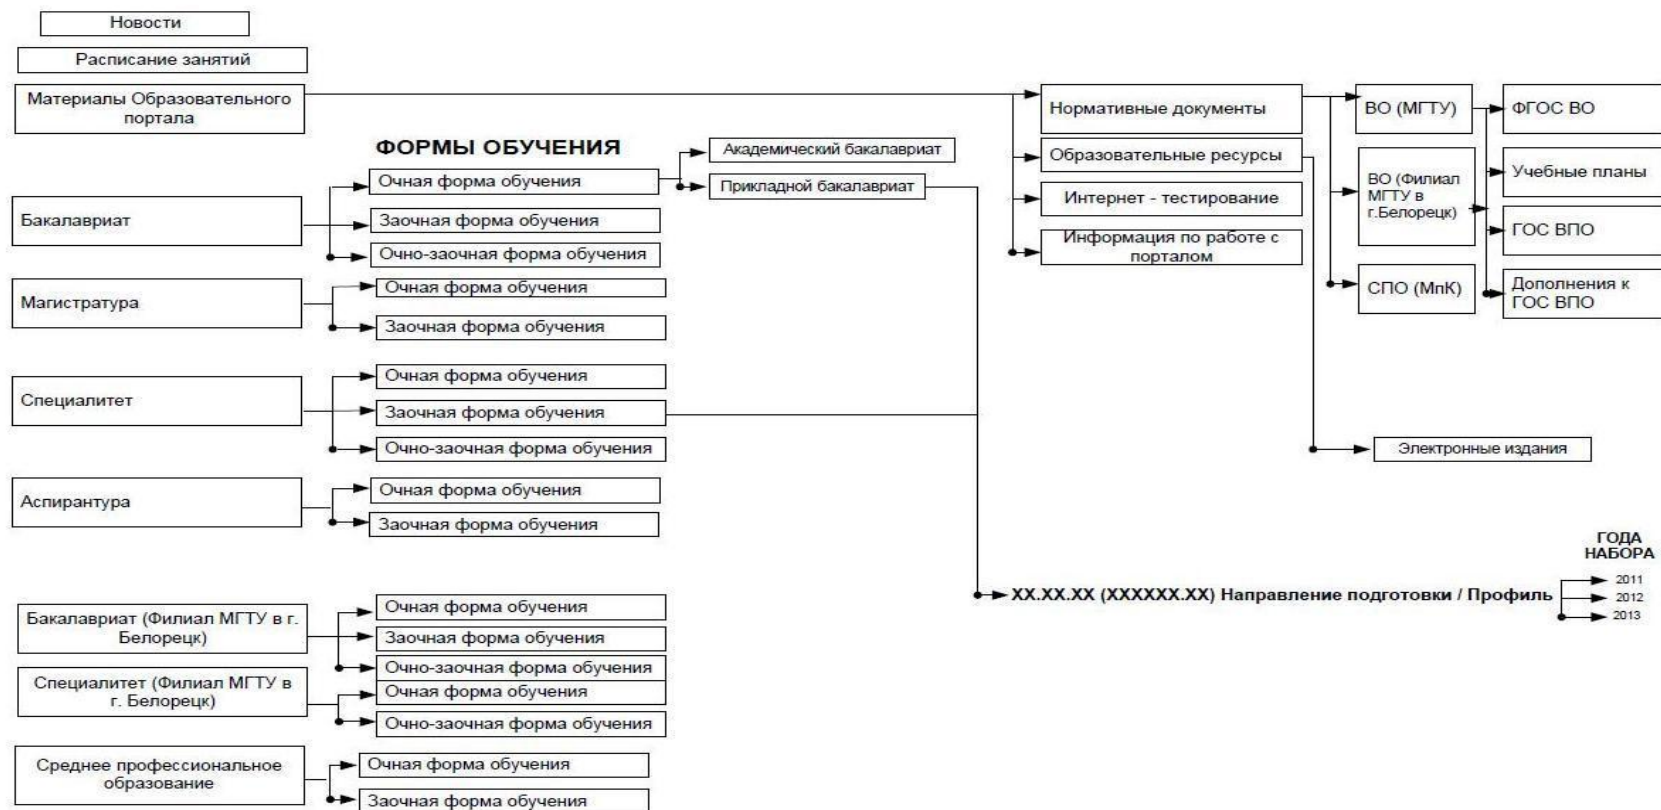 Новости
Расписание занятий
Материалы Образовательного
портала
ФОРМЫ ОБУЧЕНИЯ
Бакалавриат
Очная форма обучения
Заочная форма обучения
Очно-заочная форма обучения
Академический бакалавриат
Прикладной бакалавриат
Магистратура
Очная форма обучения
Заочная форма обучения
Специалитет
Очная форма обучения
Заочная форма обучения
Очно-заочная форма обучения
Аспирантура
Очная форма обучения
Заочная форма обучения
Бакалавриат (Филиал МГТУ в г.
Белорецк)
Очная форма обучения
Заочная форма обучения
Очно-заочная форма обучения
Специалитет (Филиал МГТУ в
г. Белорецк)
Очная форма обучения
Очно-заочная форма обучения
Среднее профессиональное
образование
Очная форма обучения
Заочная форма обучения
Нормативные документы
Образовательные ресурсы
Интернет - тестирование
Информация по работе с
порталом
ВО (МГТУ)
ВО (Филиал
МГТУ в
г.Белорецк)
СПО (МпК)
ФГОС ВО
Учебные планы
ГОС ВПО
Дополнения к
ГОС ВПО
Электронные издания
XX.XX.XX (XXXXXX.XX) Направление подготовки / Профиль
ГОДА
НАБОРА
2011
2012
2013